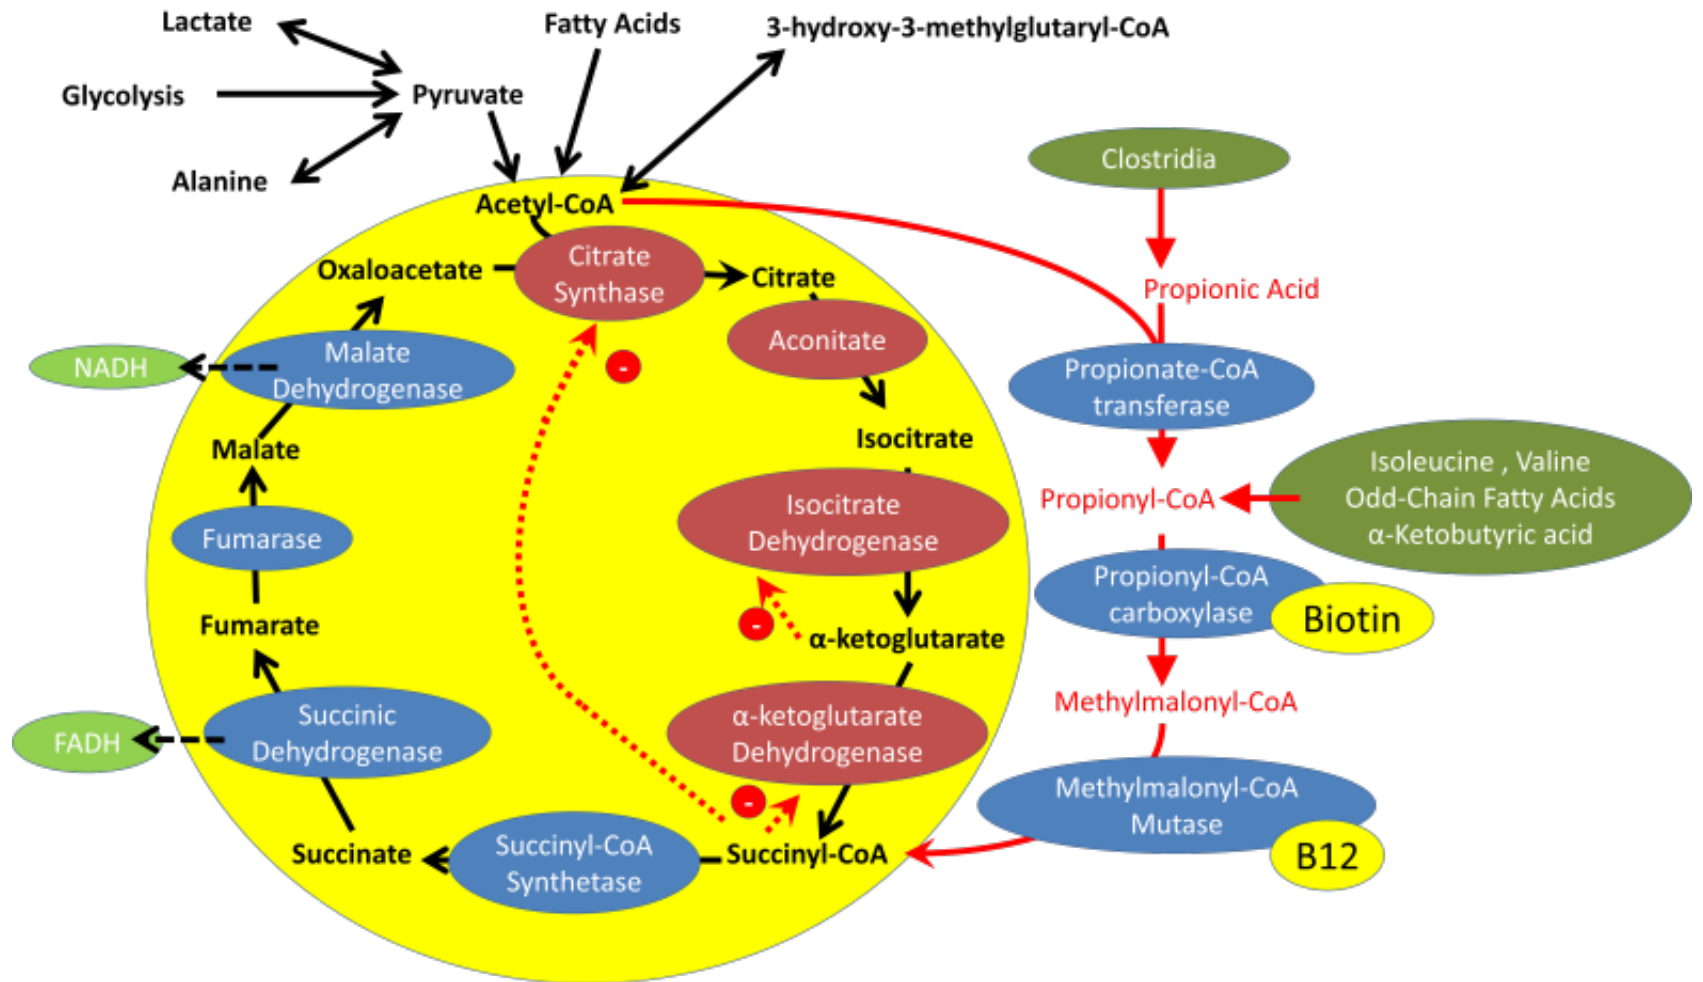 Lactate
Fatty Acids
3-hydroxy-3-methylglutaryl-CoA
Glycolysis
Pyruvate
Alanine
Clostridia
Acetyl-CoA
Citrate
Synthase
Oxaloacetate
Citrate
Propionic Acid
Aconitate
Malate
Dehydrogenase
NADH
-
Propionate-CoA
transferase
Malate
Isocitrate
Isoleucine , Valine
Odd-Chain Fatty Acids
α-Ketobutyric acid
Propionyl-CoA
Isocitrate
Dehydrogenase
Fumarase
Propionyl-CoA
carboxylase
Biotin
Fumarate
-
α-ketoglutarate
Methylmalonyl-CoA
Succinic
Dehydrogenase
FADH
α-ketoglutarate
Dehydrogenase
-
Methylmalonyl-CoA
Mutase
B12
Succinate
Succinyl-CoA
Synthetase
Succinyl-CoA